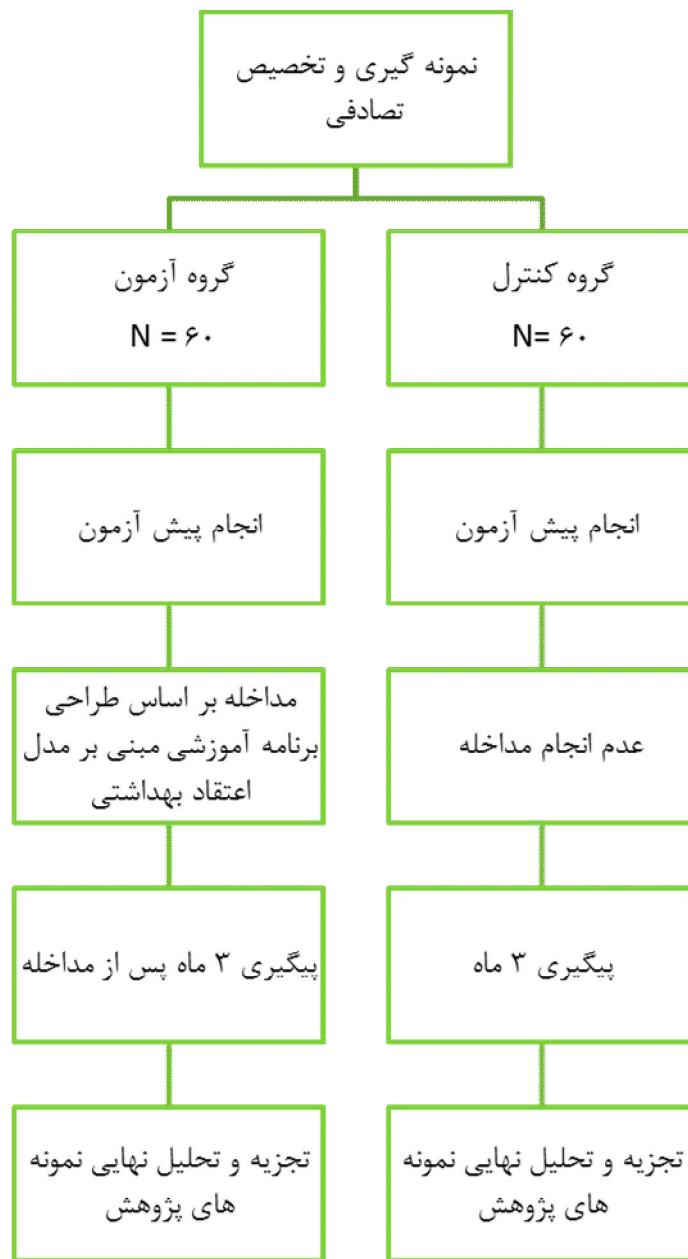 نمونه گیری و تخصیص
تصادفی
گروه کنترل
N= ۶۰
گروه آزمون
N = ۶۰
انجام پیش آزمون
انجام پیش آزمون
عدم انجام مداخله
مداخله بر اساس طراحی
برنامه آموزشی مبنی بر مدل
اعتقاد بهداشتی
پیگیری ۳ ماه
پیگیری ۳ ماه پس از مداخله
تجزیه و تحلیل نهایی نمونه
های پژوهش
تجزیه و تحلیل نهایی نمونه
های پژوهش